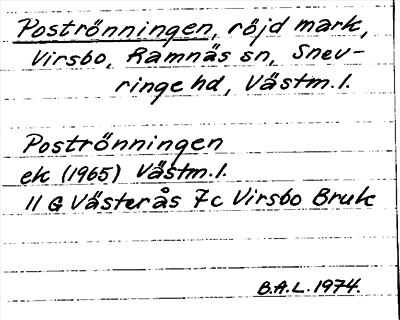 Poströnningen, röjd mark,
Virsbo, Ramnäs sn, Snev-
ringe hd, Västm. l.
Poströnningen
ek (1965) Västm. l.
11 G Västerås 7c Virsbo Bruk
B.A.L. 1974.